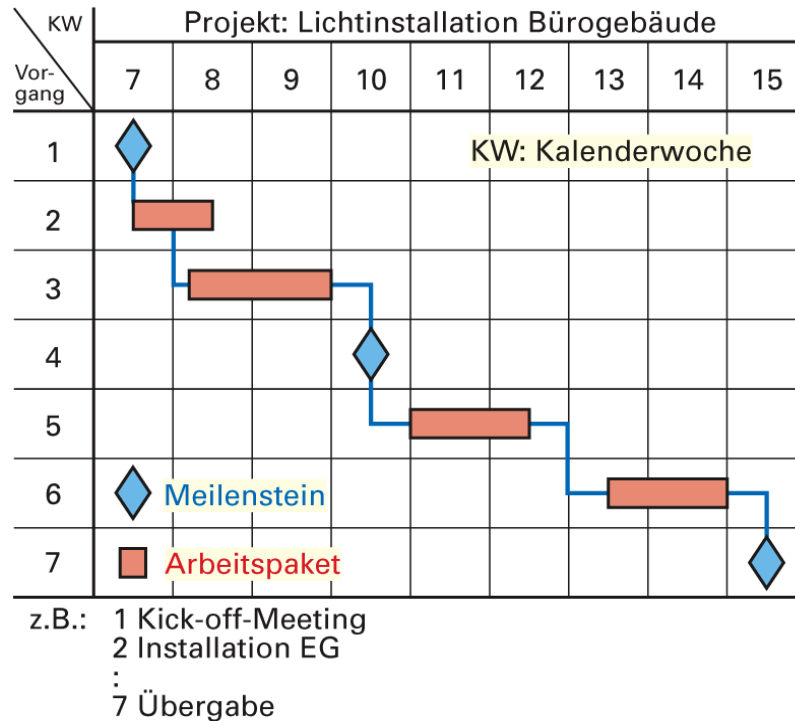 KW
Projekt: Lichtinstallation Bürogebäude
Vor-
gang
7 8 9 10 11 12 13 14 15
1
KW: Kalenderwoche
2
3
4
5
6
Meilenstein
7
Arbeitspaket
z.B.: 1 Kick-off-Meeting
2 Installation EG
:
7 Übergabe